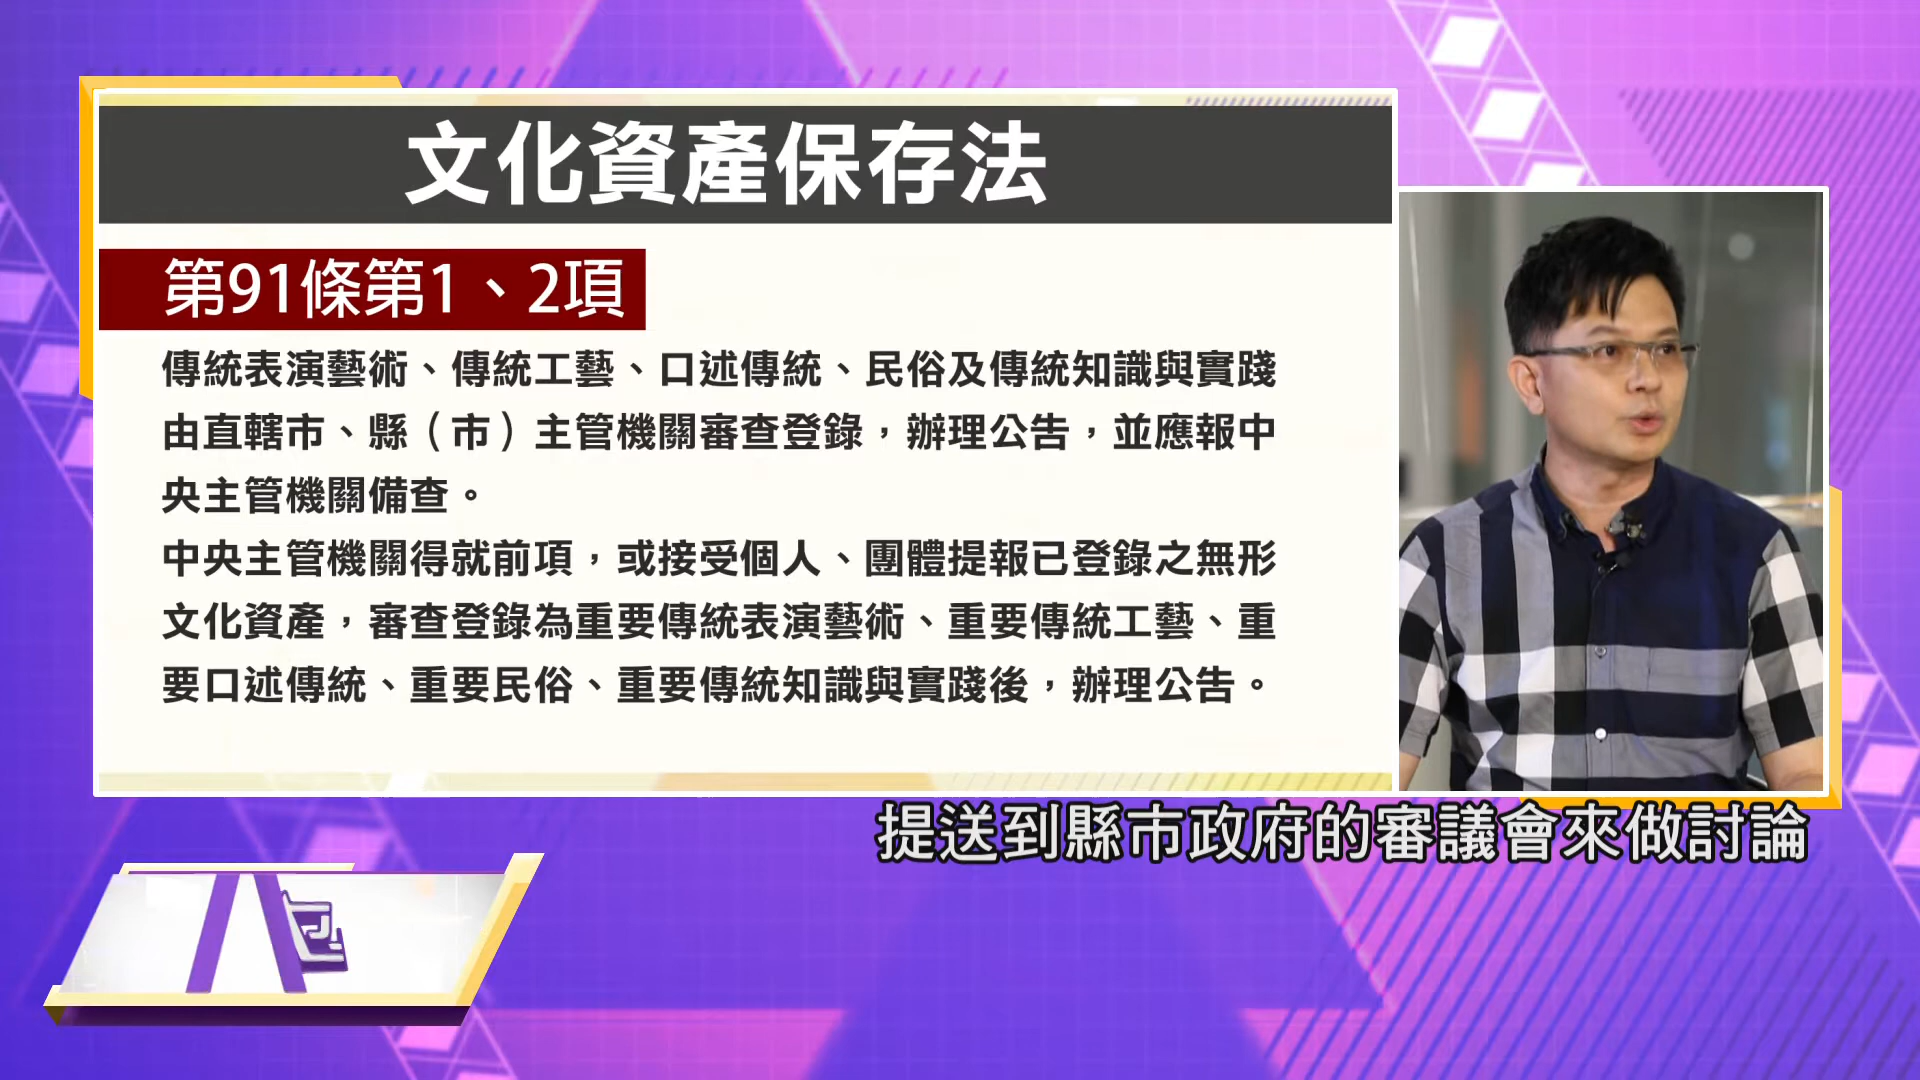 文化資產保存法
第91條第1、2項
傳統表演藝術、傳統工藝、口述傳統、民俗及傳統知識與實踐
由直轄市、縣（市）主管機關審查登錄，辦理公告，並應報中
央主管機關備查。
中央主管機關得就前項，或接受個人、團體提報已登錄之無形
文化資產，審查登錄為重要傳統表演藝術、重要傳統工藝、重
要口述傳統、重要民俗、重要傳統知識與實踐後，辦理公告。
提送到縣市政府的審議會來做討論